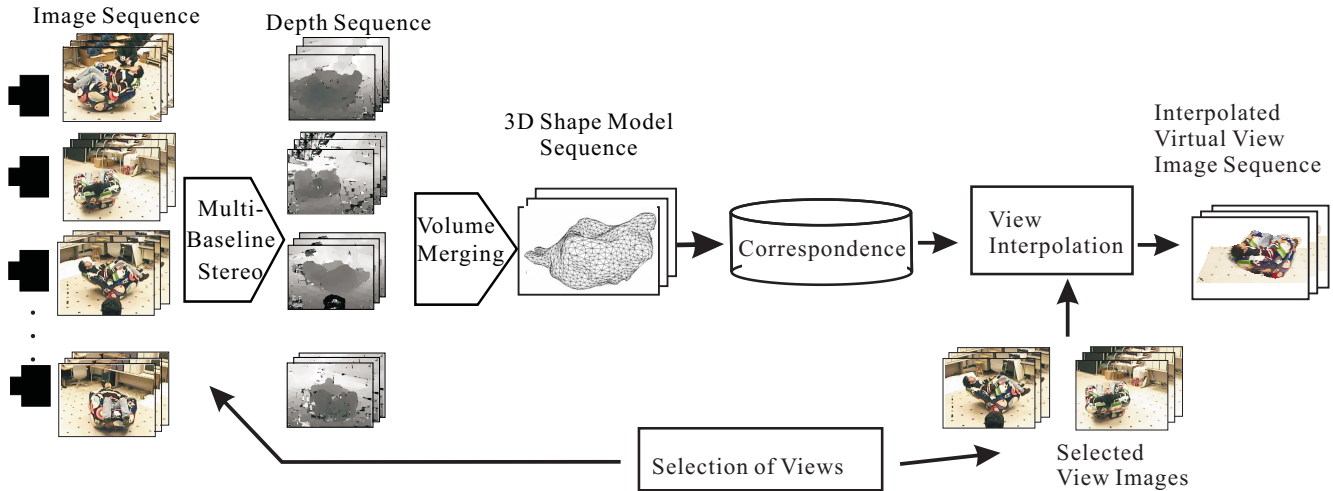 Image Sequence
Depth Sequence
3D Shape Model
Sequence
Interpolated
Virtual View
Image Sequence
Multi-
Baseline
Stereo
Volume
Merging
Correspondence
View
Interpolation
Selection of Views
Selected
View Images